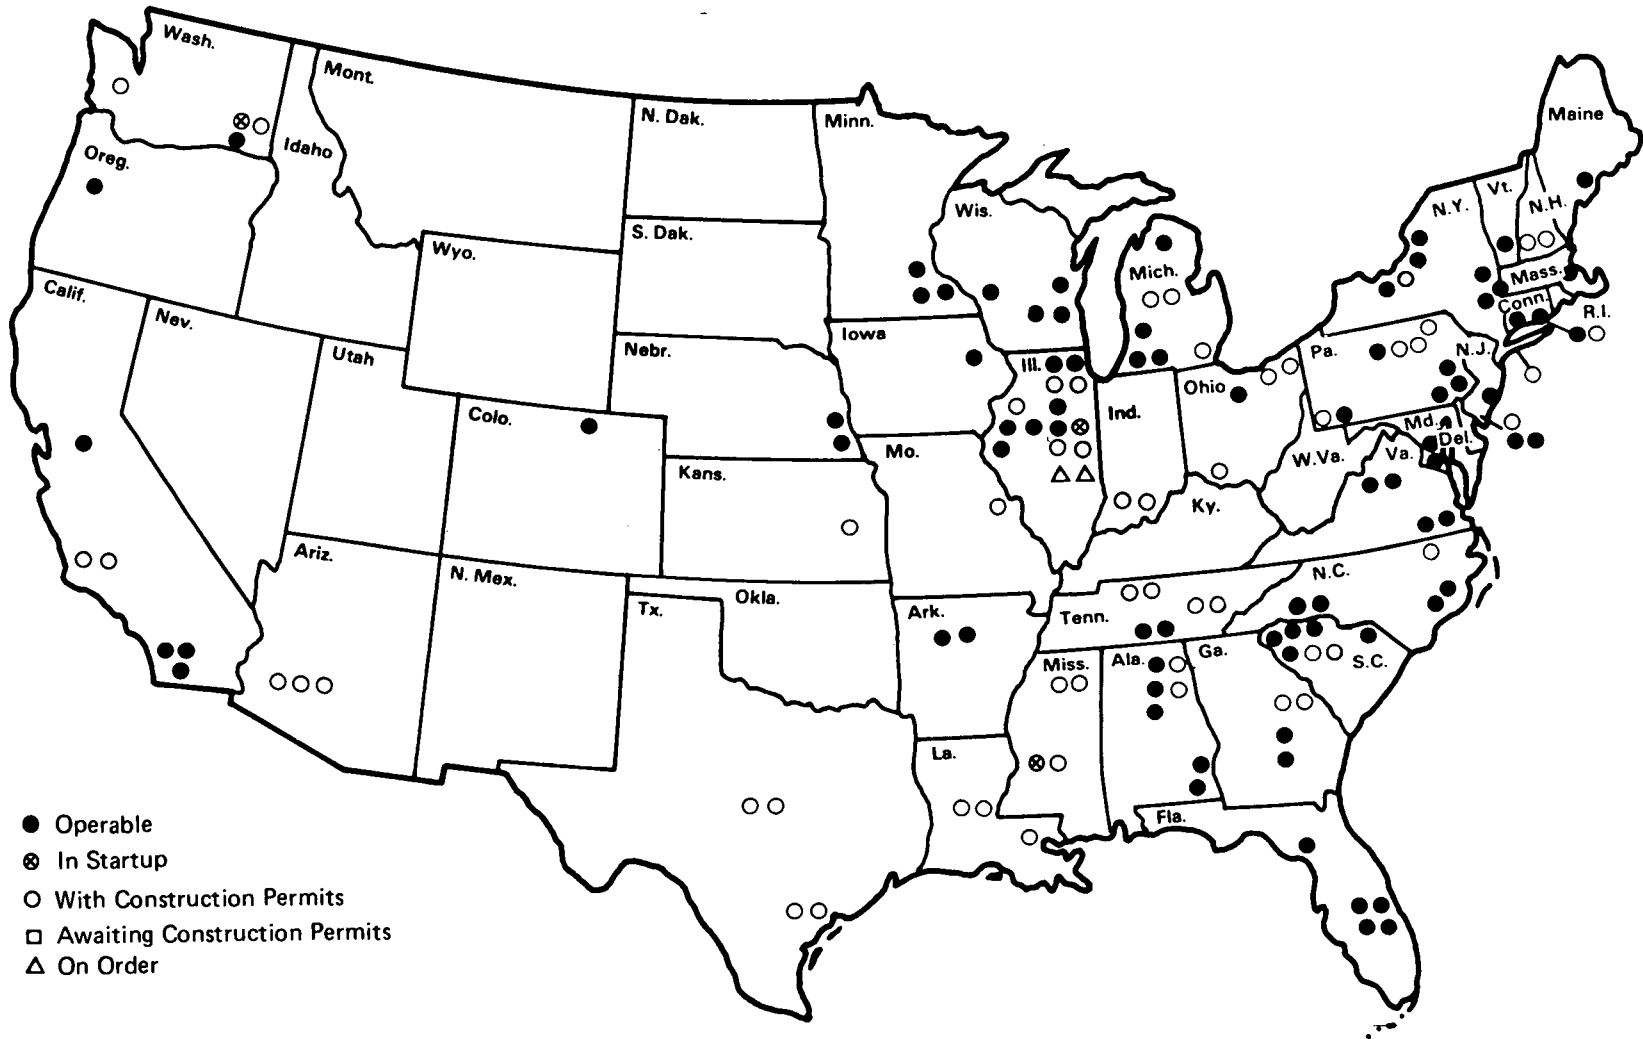 Wash.
Mont.
N. Dak.
Minn.
Maine
Idaho
Oreg.
Vt.
N.H.
N.Y.
Wis.
S. Dak.
Wyo.
Mich.
Mass.
Calif.
Nev.
Conn.
R.I.
Iowa
Utah
Nebr.
Pa.
N.J.
Ill.
Ohio
Ind.
Colo.
Md.
Del.
Mo.
W.Va.
Va.
Kans.
Ky.
Ariz.
N. Mex.
N.C.
Okla.
Tx.
Ark.
Tenn.
Miss.
Ala.
Ga.
S.C.
La.
Fla.
Operable
In Startup
With Construction Permits
Awaiting Construction Permits
On Order